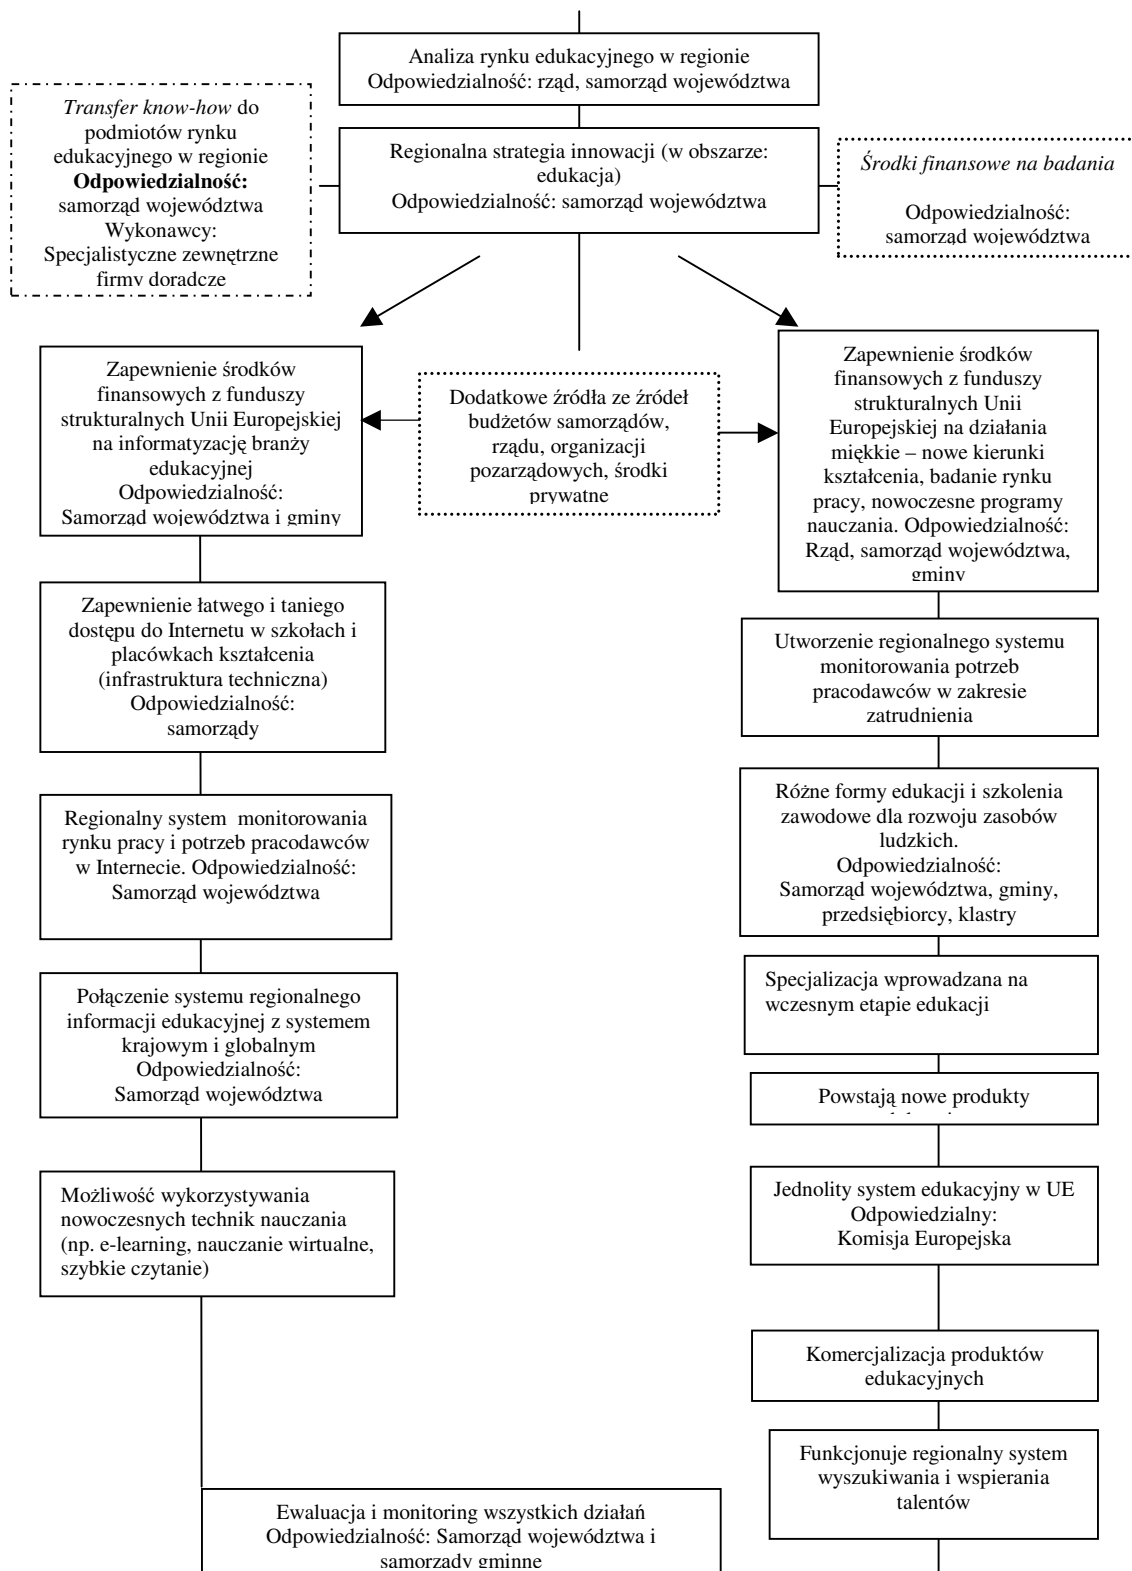 Analiza rynku edukacyjnego w regionie
Odpowiedzialność: rząd, samorząd województwa
Transfer know-how do
podmiotów rynku
edukacyjnego w regionie
Odpowiedzialność:
samorząd województwa
Wykonawcy:
Specjalistyczne zewnętrzne
firmy doradcze
Regionalna strategia innowacji (w obszarze:
edukacja)
Odpowiedzialność: samorząd województwa
Środki finansowe na badania
Odpowiedzialność:
samorząd województwa
Zapewnienie środków
finansowych z funduszy
strukturalnych Unii Europejskiej
na informatyzację branży
edukacyjnej
Odpowiedzialność:
Samorząd województwa i gminy
Dodatkowe źródła ze źródeł
budżetów samorządów,
rządu, organizacji
pozarządowych, środki
prywatne
Zapewnienie środków
finansowych z funduszy
strukturalnych Unii
Europejskiej na działania
miękkie – nowe kierunki
kształcenia, badanie rynku
pracy, nowoczesne programy
nauczania. Odpowiedzialność:
Rząd, samorząd województwa,
gminy
Zapewnienie łatwego i taniego
dostępu do Internetu w szkołach i
placówkach kształcenia
(infrastruktura techniczna)
Odpowiedzialność:
samorządy
Utworzenie regionalnego systemu
monitorowania potrzeb
pracodawców w zakresie
zatrudnienia
Regionalny system monitorowania
rynku pracy i potrzeb pracodawców
w Internecie. Odpowiedzialność:
Samorząd województwa
Różne formy edukacji i szkolenia
zawodowe dla rozwoju zasobów
ludzkich.
Odpowiedzialność:
Samorząd województwa, gminy,
przedsiębiorcy, klastry
Połączenie systemu regionalnego
informacji edukacyjnej z systemem
krajowym i globalnym
Odpowiedzialność:
Samorząd województwa
Specjalizacja wprowadzana na
wczesnym etapie edukacji
Powstają nowe produkty
Możliwość wykorzystywania
nowoczesnych technik nauczania
(np. e-learning, nauczanie wirtualne,
szybkie czytanie)
Jednolity system edukacyjny w UE
Odpowiedzialny:
Komisja Europejska
Komercjalizacja produktów
edukacyjnych
Funkcjonuje regionalny system
wyszukiwania i wspierania
talentów
Ewaluacja i monitoring wszystkich działań
Odpowiedzialność: Samorząd województwa i
samorządy gminne